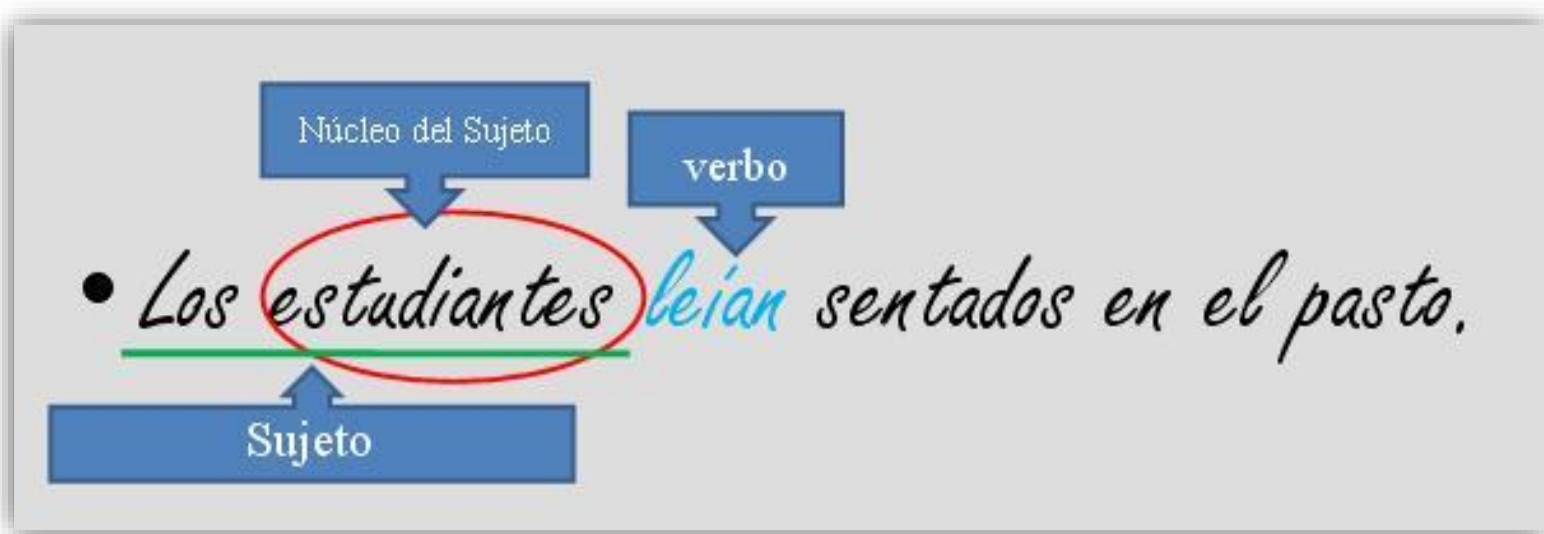 Núcleo del Sujeto
verbo
• Los estudiantes leían sentados en el pasto.
Sujeto